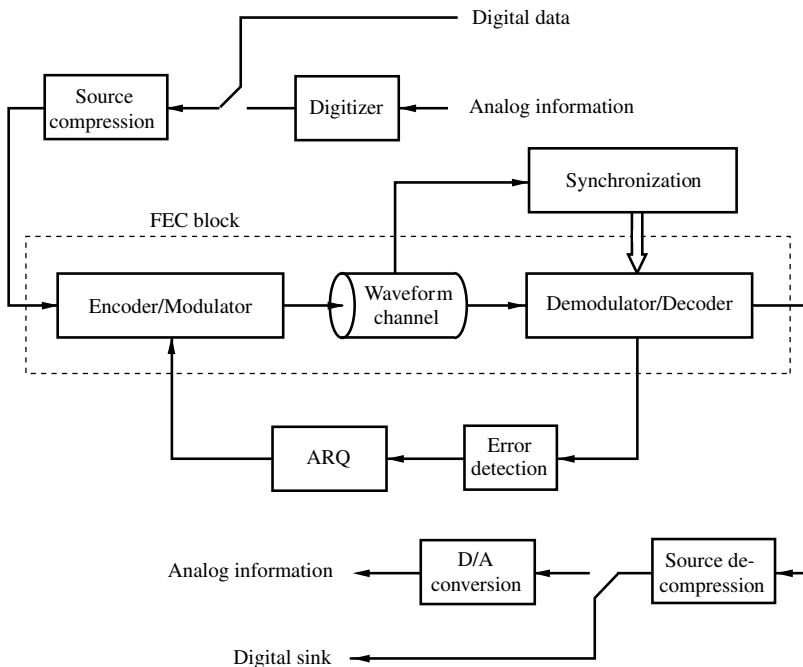 Digital data
Source
compression
Digitizer
Analog information
Synchronization
FEC block
Encoder/Modulator
Waveform
channel
Demodulator/Decoder
ARQ
Error
detection
Analog information
D/A
conversion
Source de-
compression
Digital sink